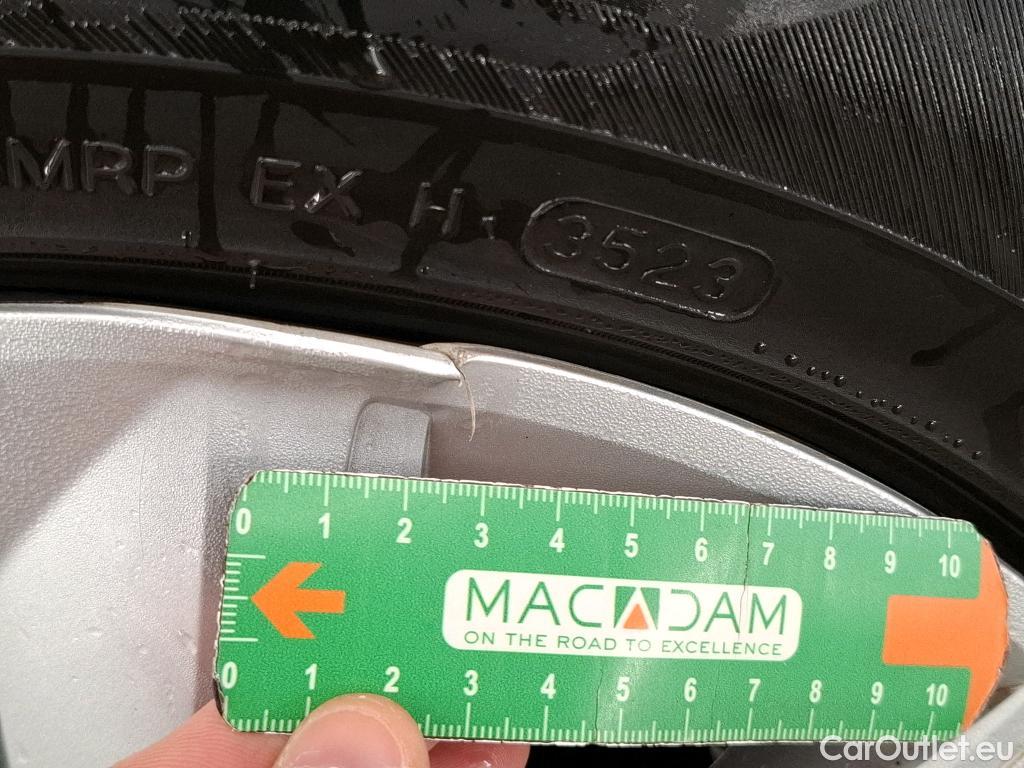 MRP EX H. 3523
0 1 2 3 4 5 6 7 8 9 10
MACADAM
ON THE ROAD TO EXCELLENCE
0 1 2 3 4 5 6 7 8 9 10
CarOutlet.eu